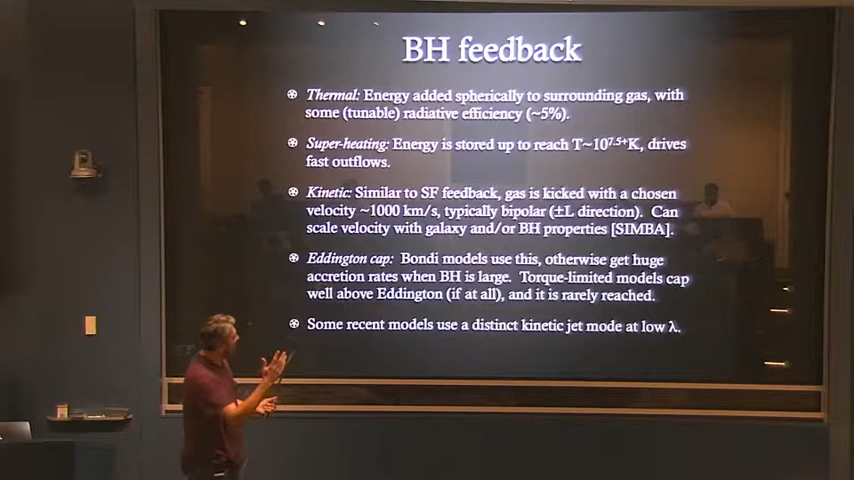 BH feedback
Thermal: Energy added spherically to surrounding gas, with
some (tunable) radiative efficiency (~5%).
Super-heating: Energy is stored up to reach T~10⁷·⁵⁺K, drives
fast outflows.
Kinetic: Similar to SF feedback, gas is kicked with a chosen
velocity ~1000 km/s, typically bipolar (±L direction). Can
scale velocity with galaxy and/or BH properties [SIMBA].
Eddington cap: Bondi models use this, otherwise get huge
accretion rates when BH is large. Torque-limited models cap
well above Eddington (if at all), and it is rarely reached.
Some recent models use a distinct kinetic jet mode at low λ.